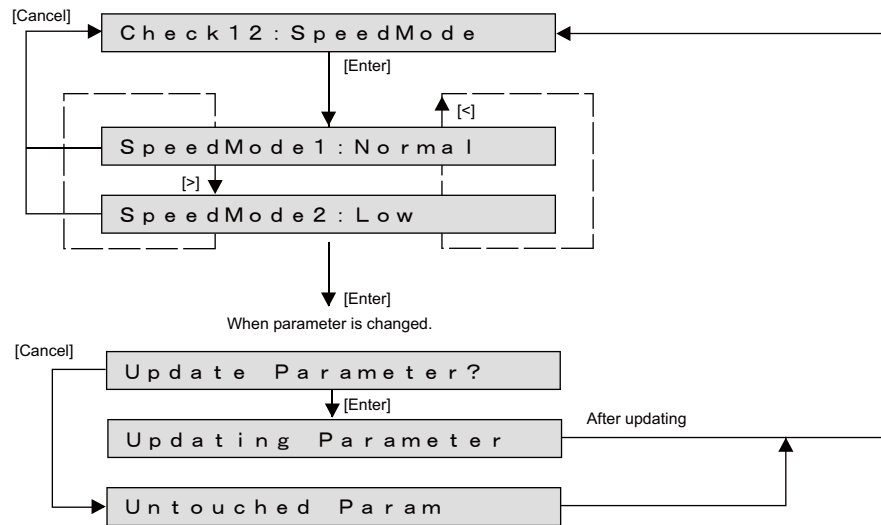 [Cancel]
Check12:SpeedMode
[Enter]
[<]
SpeedMode1:Normal
[>]
SpeedMode2:Low
[Enter]
When parameter is changed.
[Cancel]
Update Parameter?
[Enter]
After updating
Updating Parameter
Untouched Param